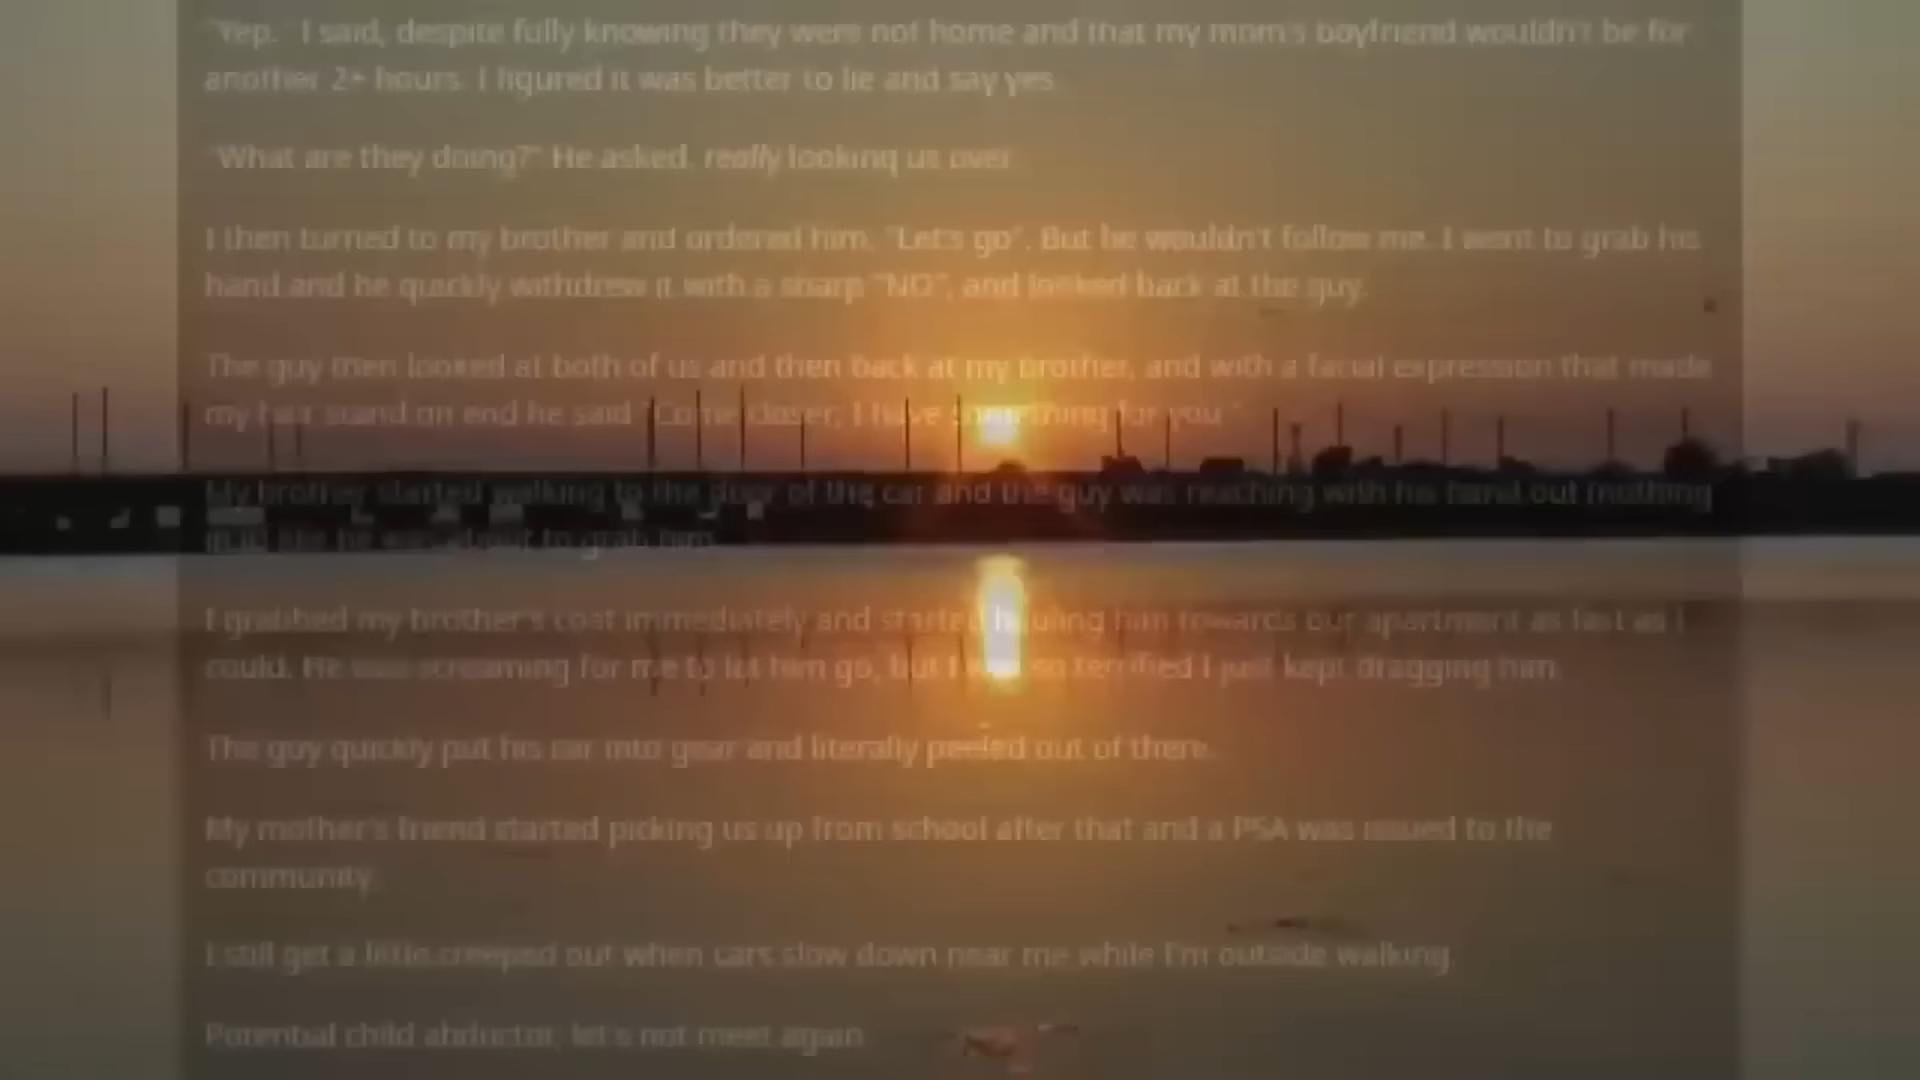 "Yep." I said, despite fully knowing they were not home and that my mom's boyfriend wouldn't be for
another 2+ hours. I figured it was better to lie and say yes.
"What are they doing?" He asked, really looking us over.
I then turned to my brother and ordered him, "Let's go". But he wouldn't follow me. I went to grab his
hand and he quickly withdrew it with a sharp "NO", and looked back at the guy.
The guy then looked at both of us and then back at my brother, and with a facial expression that made
my hair stand on end he said "Come closer, I have something for you."
My brother started walking to the door of the car and the guy was reaching with his hand out (nothing
in it) like he was about to grab him.
I grabbed my brother's coat immediately and started hauling him towards our apartment as fast as I
could. He was screaming for me to let him go, but I was so terrified I just kept dragging him.
The guy quickly put his car into gear and literally peeled out of there.
My mother's friend started picking us up from school after that and a PSA was issued to the
community.
I still get a little creeped out when cars slow down near me while I'm outside walking.
Potential child abductor, let's not meet again.